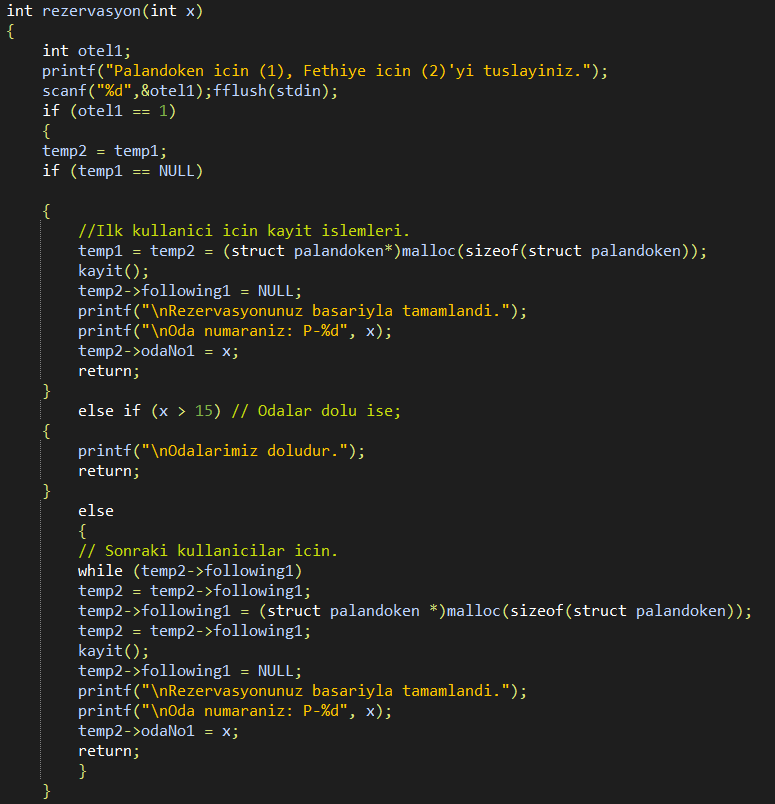 int rezervasyon(int x)
{
    int otel1;
    printf("Palandoken icin (1), Fethiye icin (2)'yi tuslayiniz.");
    scanf("%d",&otel1);fflush(stdin);
    if (otel1 == 1)
    {
    temp2 = temp1;
    if (temp1 == NULL)

    {
        //Ilk kullanici icin kayit islemleri.
        temp1 = temp2 = (struct palandoken*)malloc(sizeof(struct palandoken));
        kayit();
        temp2->following1 = NULL;
        printf("\nRezervasyonunuz basariyla tamamlandi.");
        printf("\nOda numaraniz: P-%d", x);
        temp2->odaNo1 = x;
        return;
    }
        else if (x > 15) // Odalar dolu ise;
    {
        printf("\nOdalarimiz doludur.");
        return;
    }
        else
        {
        // Sonraki kullanicilar icin.
        while (temp2->following1)
        temp2 = temp2->following1;
        temp2->following1 = (struct palandoken *)malloc(sizeof(struct palandoken));
        temp2 = temp2->following1;
        kayit();
        temp2->following1 = NULL;
        printf("\nRezervasyonunuz basariyla tamamlandi.");
        printf("\nOda numaraniz: P-%d", x);
        temp2->odaNo1 = x;
        return;
        }
    }